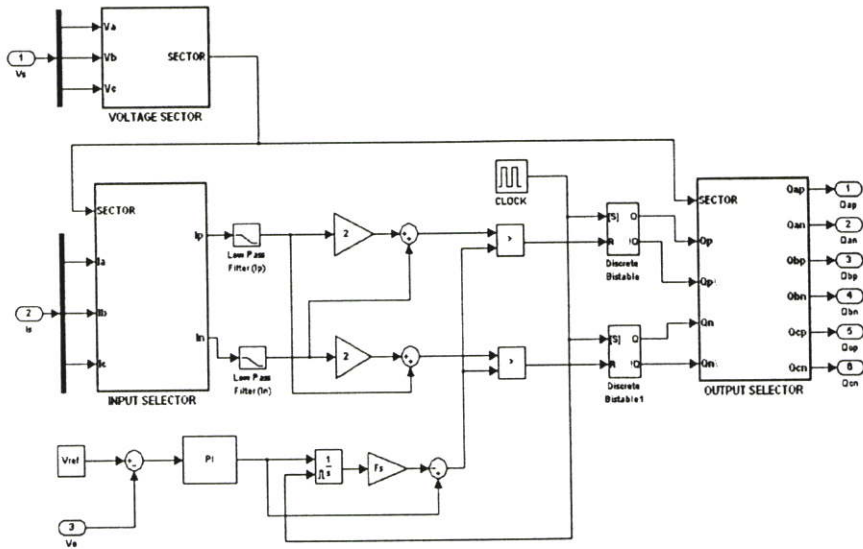 1
Vs
Va
Vb
Vc
SECTOR
VOLTAGE SECTOR
2
Is
SECTOR
Ia
Ib
Ic
Ip
In
INPUT SELECTOR
Low Pass
Filter (Ip)
Low Pass
Filter (In)
2
2
+
+
+
+
>
>
CLOCK
[S] Q
R !Q
Discrete
Bistable
[S] Q
R !Q
Discrete
Bistable1
SECTOR
Qp
Qp!
Qn
Qn!
Qap
Qan
Qbp
Qbn
Qcp
Qcn
OUTPUT SELECTOR
1
Qap
2
Qan
3
Qbp
4
Qbn
5
6
Qcn
Vref
3
+
−
PI
1
s
Fs
−
+